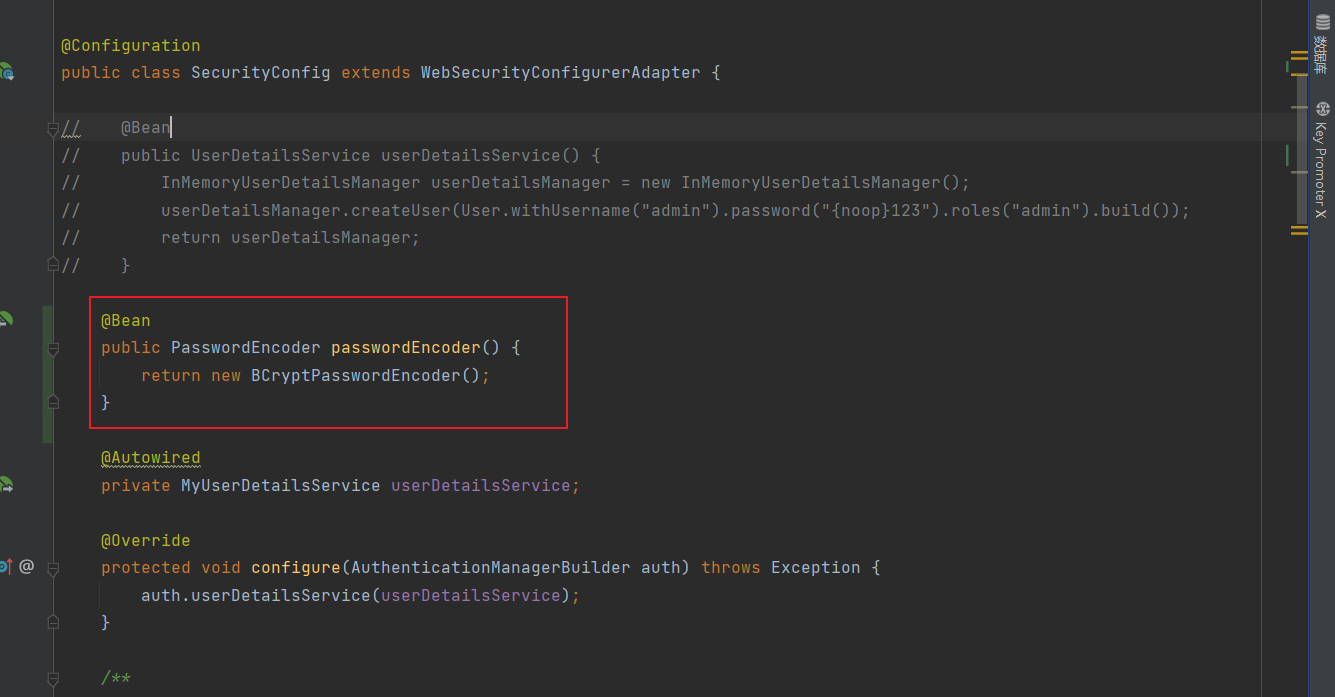 @Configuration
public class SecurityConfig extends WebSecurityConfigurerAdapter {
//    @Bean
//    public UserDetailsService userDetailsService() {
//        InMemoryUserDetailsManager userDetailsManager = new InMemoryUserDetailsManager();
//        userDetailsManager.createUser(User.withUsername("admin").password("{noop}123").roles("admin").build());
//        return userDetailsManager;
//    }
    @Bean
    public PasswordEncoder passwordEncoder() {
        return new BCryptPasswordEncoder();
    }
    @Autowired
    private MyUserDetailsService userDetailsService;
    @Override
@
    protected void configure(AuthenticationManagerBuilder auth) throws Exception {
        auth.userDetailsService(userDetailsService);
    }
    /**
数据库
Key Promoter X